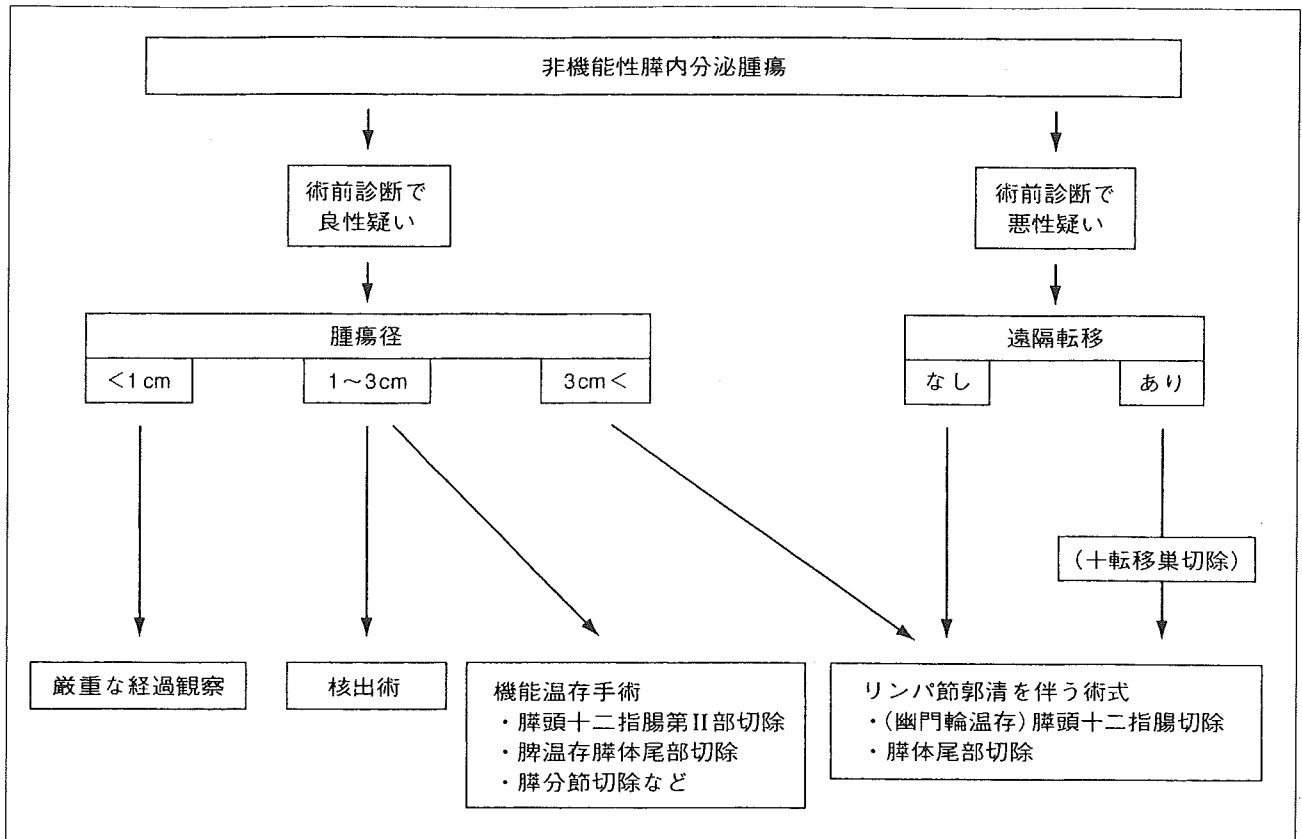 非機能性膵内分泌腫瘍
術前診断で
良性疑い
術前診断で
悪性疑い
腫瘍径
<1cm
1~3cm
3cm<
遠隔転移
なし
あり
(十転移巣切除)
厳重な経過観察
核出術
機能温存手術
・膵頭十二指腸第II部切除
・脾温存膵体尾部切除
・膵分節切除など
リンパ節郭清を伴う術式
・(幽門輪温存)膵頭十二指腸切除
・膵体尾部切除